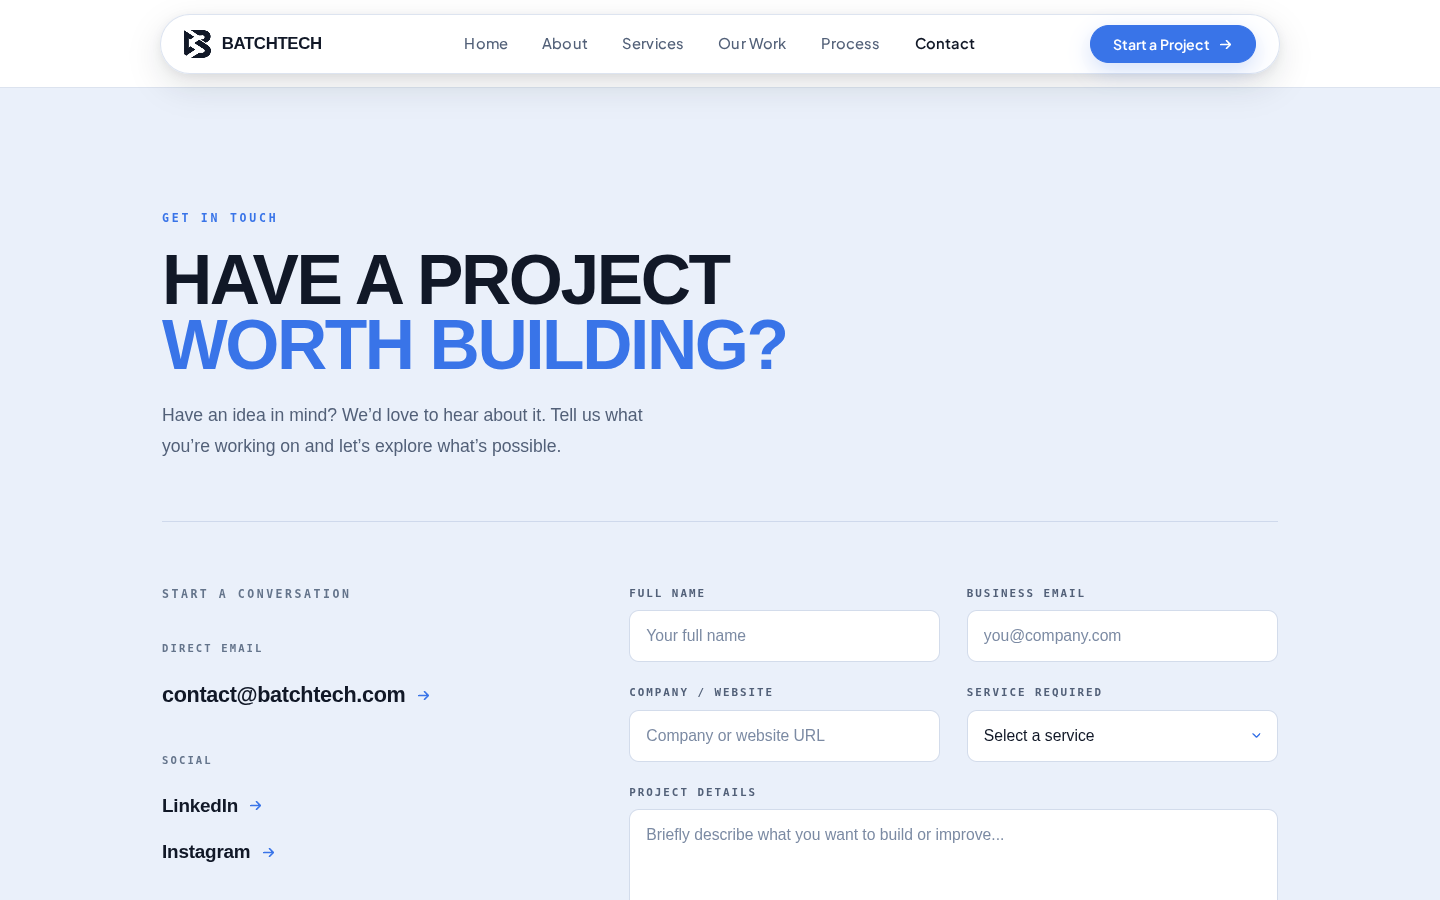 BATCHTECH
Home
About
Services
Our Work
Process
Contact
Start a Project
GET IN TOUCH
HAVE A PROJECT
WORTH BUILDING?
Have an idea in mind? We’d love to hear about it. Tell us what
you’re working on and let’s explore what’s possible.
START A CONVERSATION
DIRECT EMAIL
contact@batchtech.com
SOCIAL
LinkedIn
Instagram
FULL NAME
Your full name
BUSINESS EMAIL
you@company.com
COMPANY / WEBSITE
Company or website URL
SERVICE REQUIRED
Select a service
PROJECT DETAILS
Briefly describe what you want to build or improve...